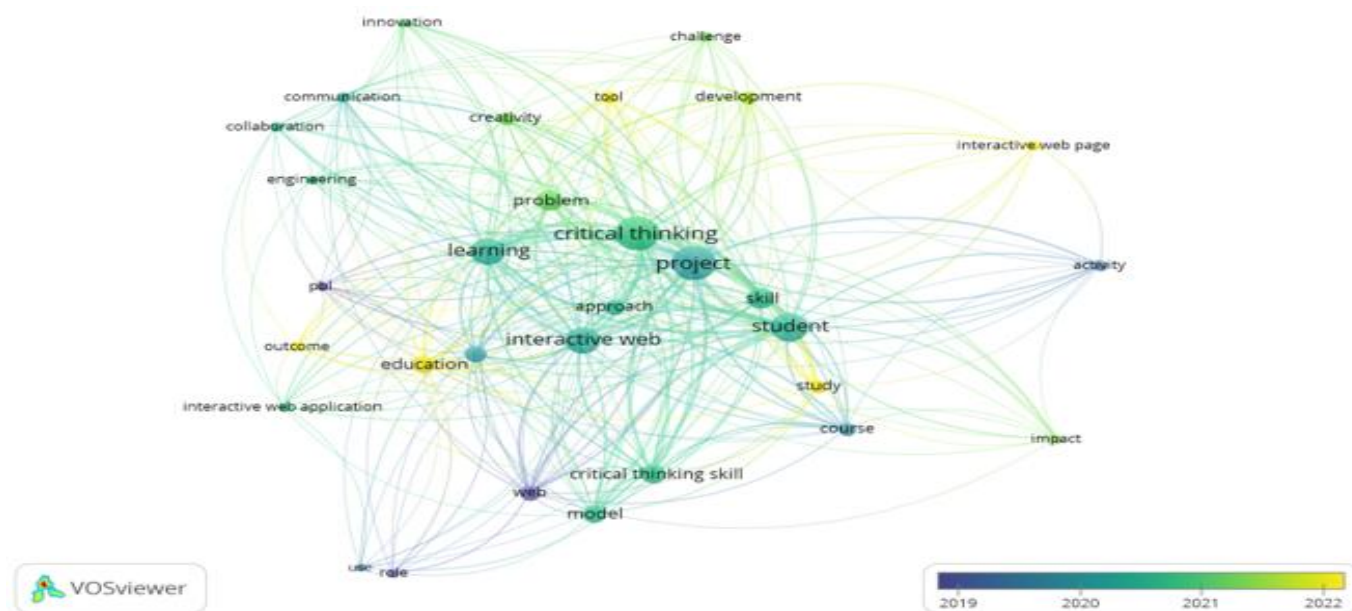 innovation
challenge
communication
tool
development
creativity
collaboration
interactive web page
engineering
problem
critical thinking
learning
project
activity
pbl
skill
approach
student
interactive web
outcome
education
study
interactive web application
course
impact
critical thinking skill
web
model
use
role
VOSviewer
2019 2020 2021 2022